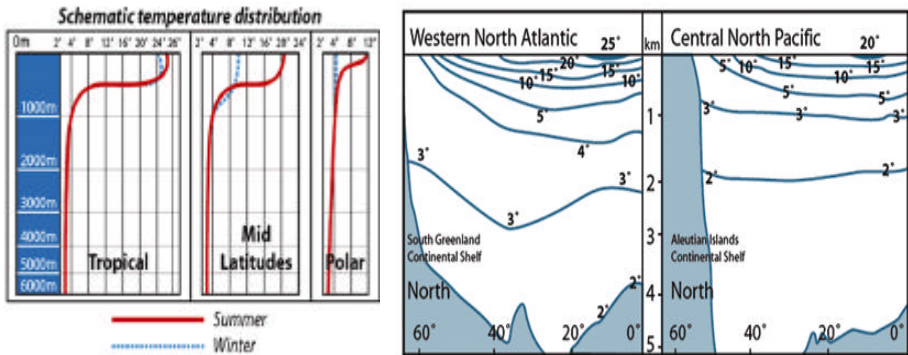 Schematic temperature distribution
0m 2° 4° 8° 12° 16° 20° 24° 26° 2° 4° 8° 12° 16° 20° 24° 2° 4° 8° 12°
1000m
2000m
3000m
4000m
5000m
6000m
Tropical
Mid
Latitudes
Polar
Summer
Winter
Western North Atlantic
25°
20°
15°
10°
5°
4°
3°
3°
3°
2°
2°
South Greenland
Continental Shelf
North
60° 40° 20° 0°
km
1
2
3
4
5
Central North Pacific
20°
5° 10° 15° 15°
10°
5° 5°
3° 3° 3°
2° 2°
Aleutian Islands
Continental Shelf
North
60° 20° 0°